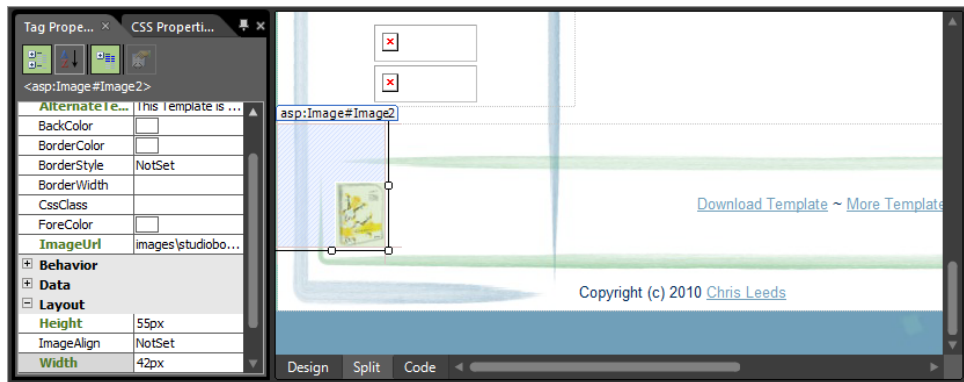 Tag Prope... × CSS Properti...
<asp:Image#Image2>
AlternateTe... This Template is ...
BackColor
BorderColor
BorderStyle NotSet
BorderWidth
CssClass
ForeColor
ImageUrl images\studiobo...
Behavior
Data
Layout
Height 55px
ImageAlign NotSet
Width 42px
asp:Image#Image2
Download Template ~ More Template
Copyright (c) 2010 Chris Leeds
Design Split Code